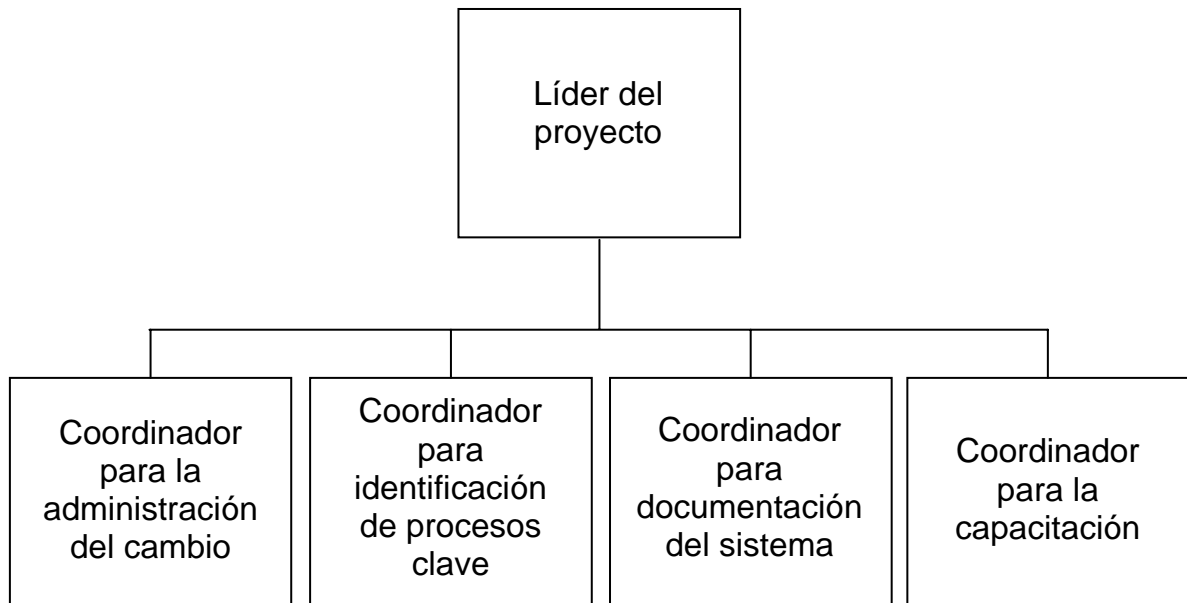 Líder del
proyecto
Coordinador
para la
administración
del cambio
Coordinador
para
identificación
de procesos
clave
Coordinador
para
documentación
del sistema
Coordinador
para la
capacitación